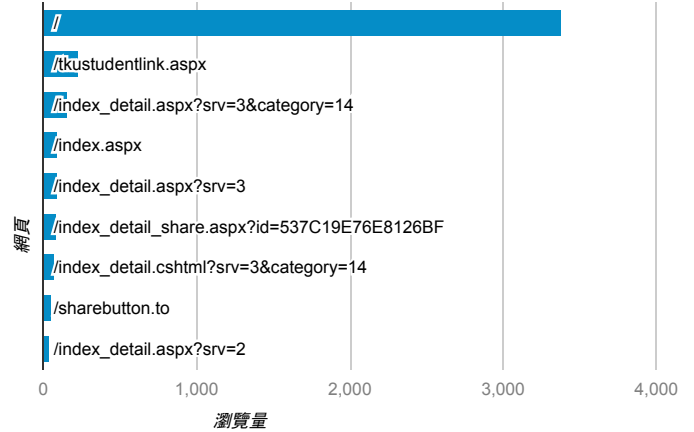 /
/tkustudentlink.aspx
/index_detail.aspx?srv=3&category=14
/index.aspx
/index_detail.aspx?srv=3
/index_detail_share.aspx?id=537C19E76E8126BF
/index_detail.cshtml?srv=3&category=14
/sharebutton.to
/index_detail.aspx?srv=2
網頁
0 1,000 2,000 3,000 4,000
瀏覽量